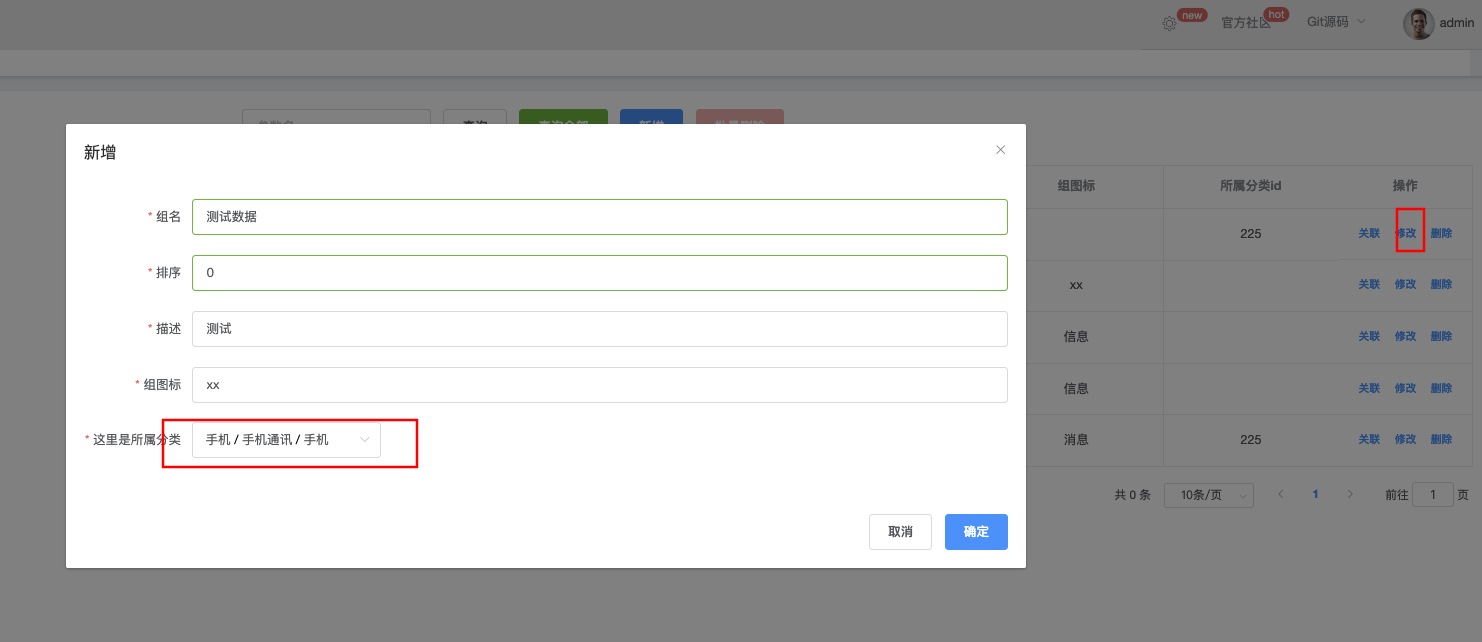 new
官方社区
hot
Git源码
admin
新增
* 组名 测试数据
* 排序 0
* 描述 测试
* 组图标 xx
* 这里是所属分类 手机 / 手机通讯 / 手机
取消 确定
组图标 所属分类id 操作
225 关联 修改 删除
xx 关联 修改 删除
信息 关联 修改 删除
信息 关联 修改 删除
消息 225 关联 修改 删除
共 0 条 10条/页 1 前往 1 页